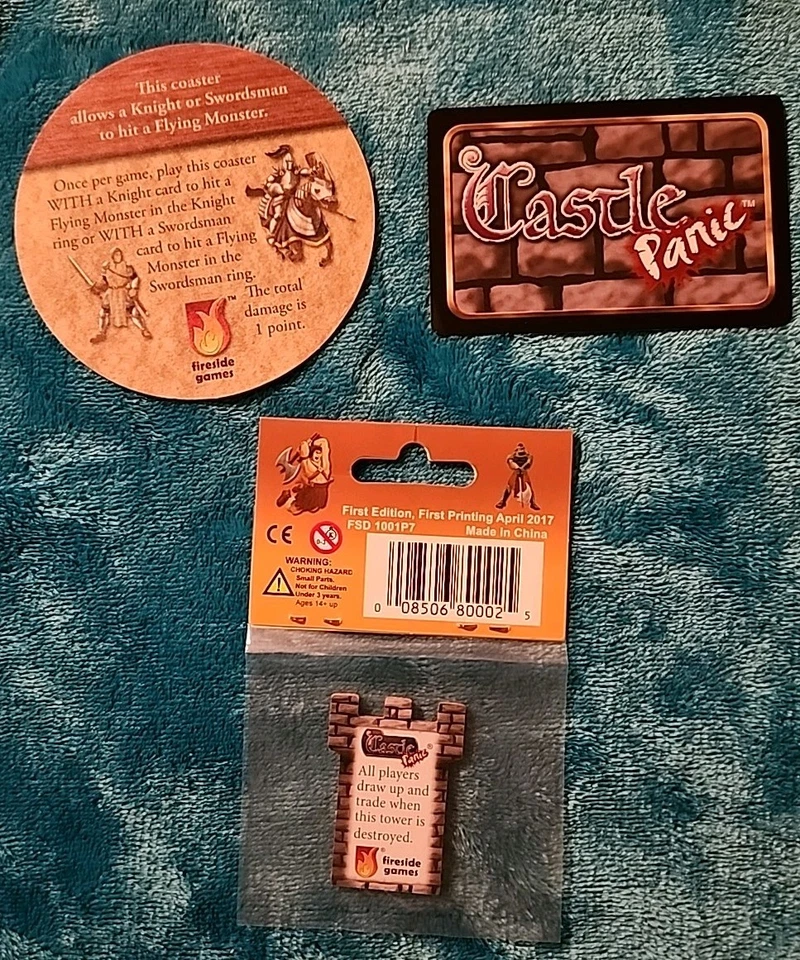 This coaster
allows a Knight or Swordsman
to hit a Flying Monster.
Once per game, play this coaster
WITH a Knight card to hit a
Flying Monster in the Knight
ring or WITH a Swordsman
card to hit a Flying
Monster in the
Swordsman ring.
The total
damage is
1 point.
TM
fireside
games
Castle
Panic
TM
First Edition, First Printing April 2017
FSD 1001P7 Made in China
CE
0-3
WARNING:
CHOKING HAZARD
Small Parts.
Not for Children
Under 3 years.
Ages 14+ up
0 08506 80002 5
Castle
Panic®
All players
draw up and
trade when
this tower is
destroyed.
®
fireside
games